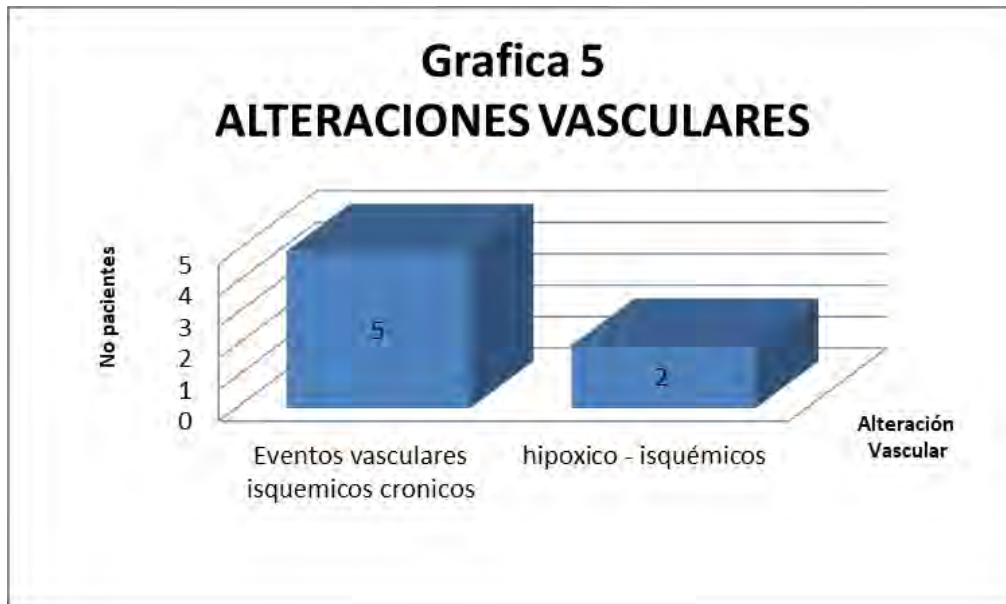 Grafica 5
ALTERACIONES VASCULARES
No pacientes
5
4
3
2
1
0
5
2
Eventos vasculares
isquemicos cronicos
hipoxico - isquémicos
Alteración
Vascular